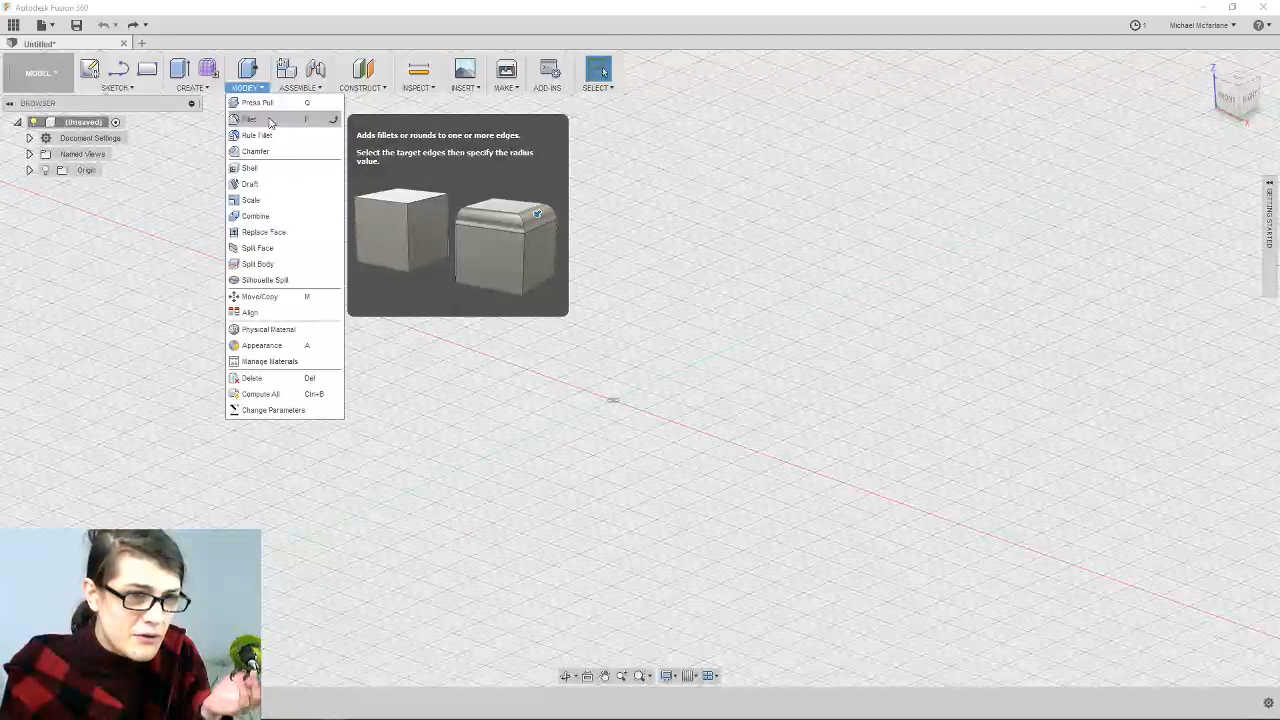 Autodesk Fusion 360
1 Michael McFarlane
Untitled*
MODEL
SKETCH CREATE MODIFY ASSEMBLE CONSTRUCT INSPECT INSERT MAKE ADD-INS SELECT
BROWSER
(Unsaved)
Document Settings
Named Views
Origin
Press Pull Q
Fillet F
Rule Fillet
Chamfer
Shell
Draft
Scale
Combine
Replace Face
Split Face
Split Body
Silhouette Split
Move/Copy M
Align
Physical Material
Appearance A
Manage Materials
Delete Del
Compute All Ctrl+B
Change Parameters
Adds fillets or rounds to one or more edges.
Select the target edges then specify the radius
value.
Z
FRONT RIGHT
X
GETTING STARTED